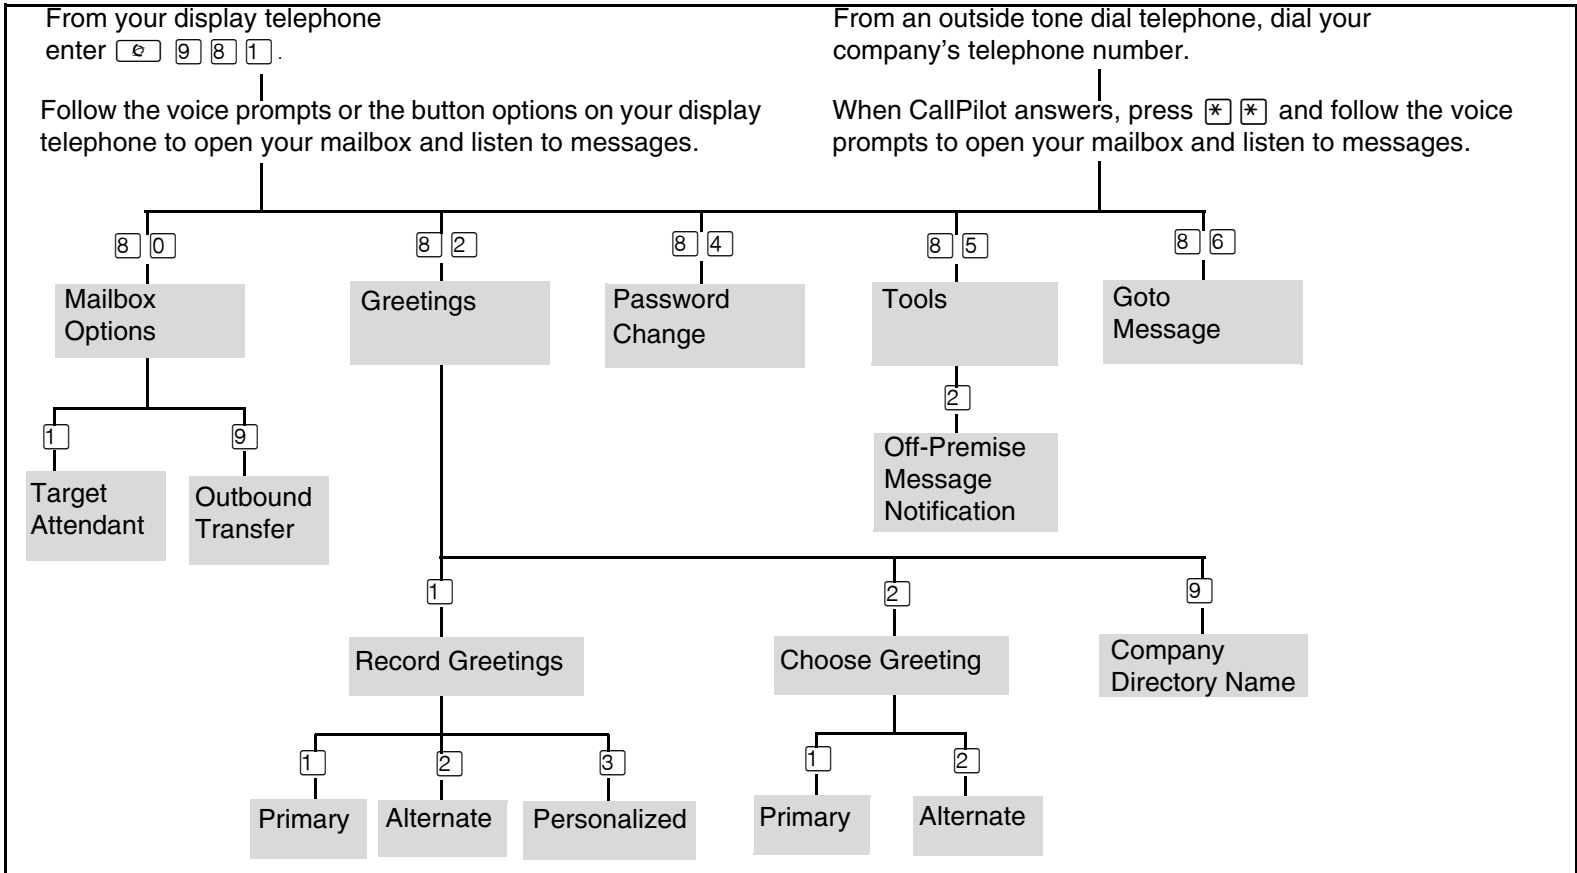 From your display telephone
enter 9 8 1 .
From an outside tone dial telephone, dial your
company’s telephone number.
Follow the voice prompts or the button options on your display
telephone to open your mailbox and listen to messages.
When CallPilot answers, press * * and follow the voice
prompts to open your mailbox and listen to messages.
8 0
8 2
8 4
8 5
8 6
Mailbox
Options
Greetings
Password
Change
Tools
Goto
Message
1
9
2
Target
Attendant
Outbound
Transfer
Off-Premise
Message
Notification
1
2
9
Record Greetings
Choose Greeting
Company
Directory Name
1
2
3
1
2
Primary
Alternate
Personalized
Primary
Alternate